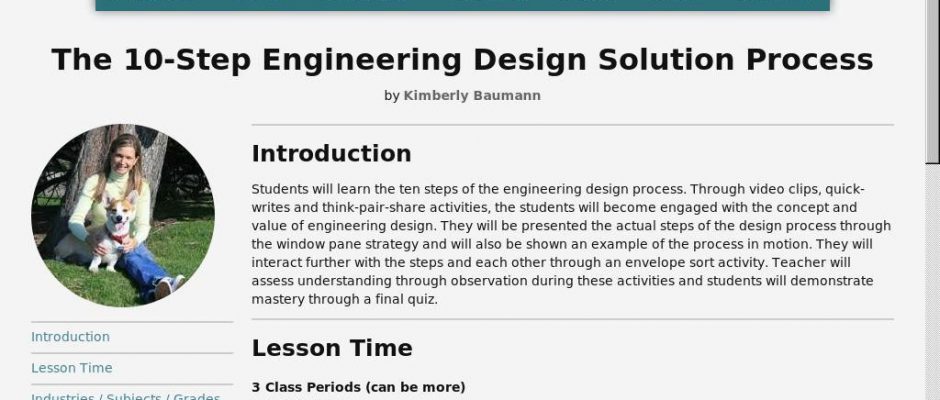 The 10-Step Engineering Design Solution Process
by Kimberly Baumann
Introduction
Students will learn the ten steps of the engineering design process. Through video clips, quick-
writes and think-pair-share activities, the students will become engaged with the concept and
value of engineering design. They will be presented the actual steps of the design process through
the window pane strategy and will also be shown an example of the process in motion. They will
interact further with the steps and each other through an envelope sort activity. Teacher will
assess understanding through observation during these activities and students will demonstrate
mastery through a final quiz.
Introduction
Lesson Time
Industries / Subjects / Grades
Lesson Time
3 Class Periods (can be more)